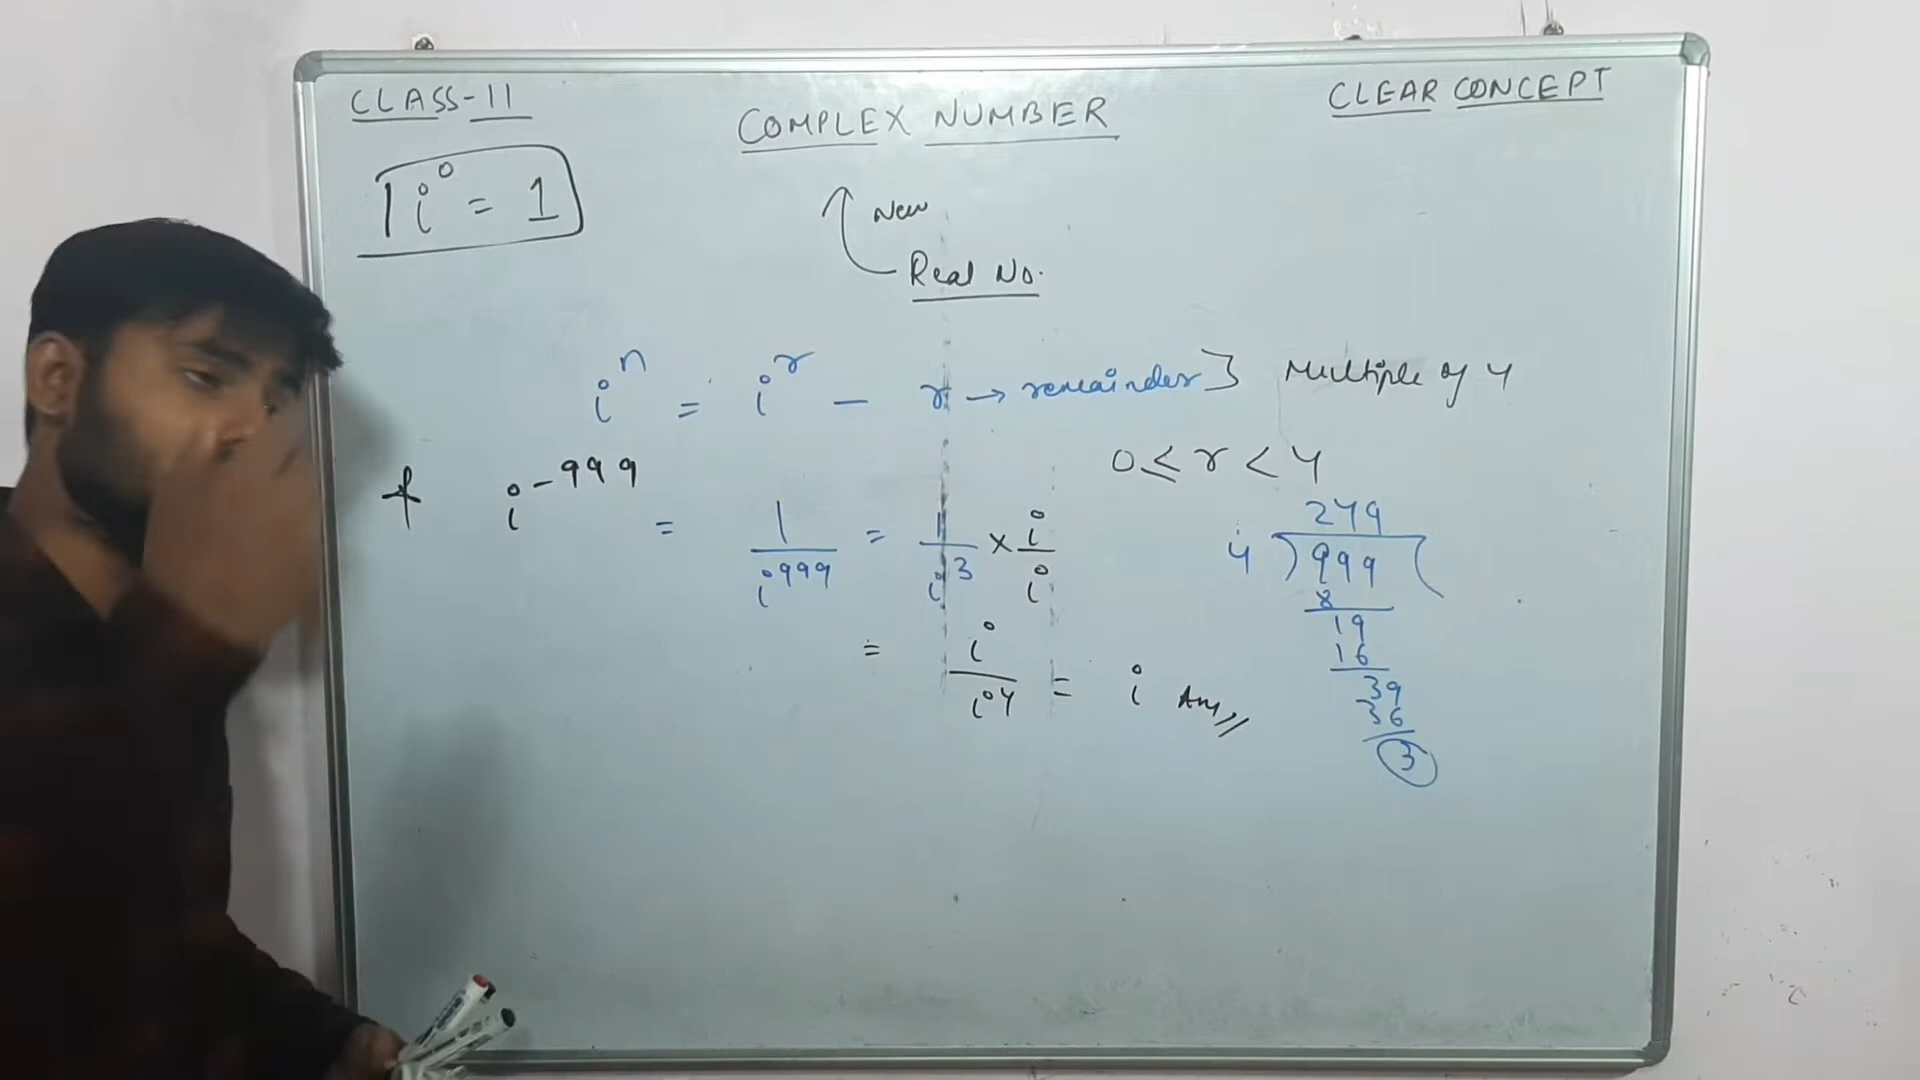 CLASS-11
COMPLEX NUMBER
CLEAR CONCEPT
i⁰ = 1
New
Real No.
iⁿ = iʳ - r → remainder] Multiple of 4
0 ≤ r < 4
i⁻⁹⁹⁹ = 1/i⁹⁹⁹ = 1/i³ × i/i
= i/i⁴ = i Ans//
249
4)999(
8
19
16
39
36
3